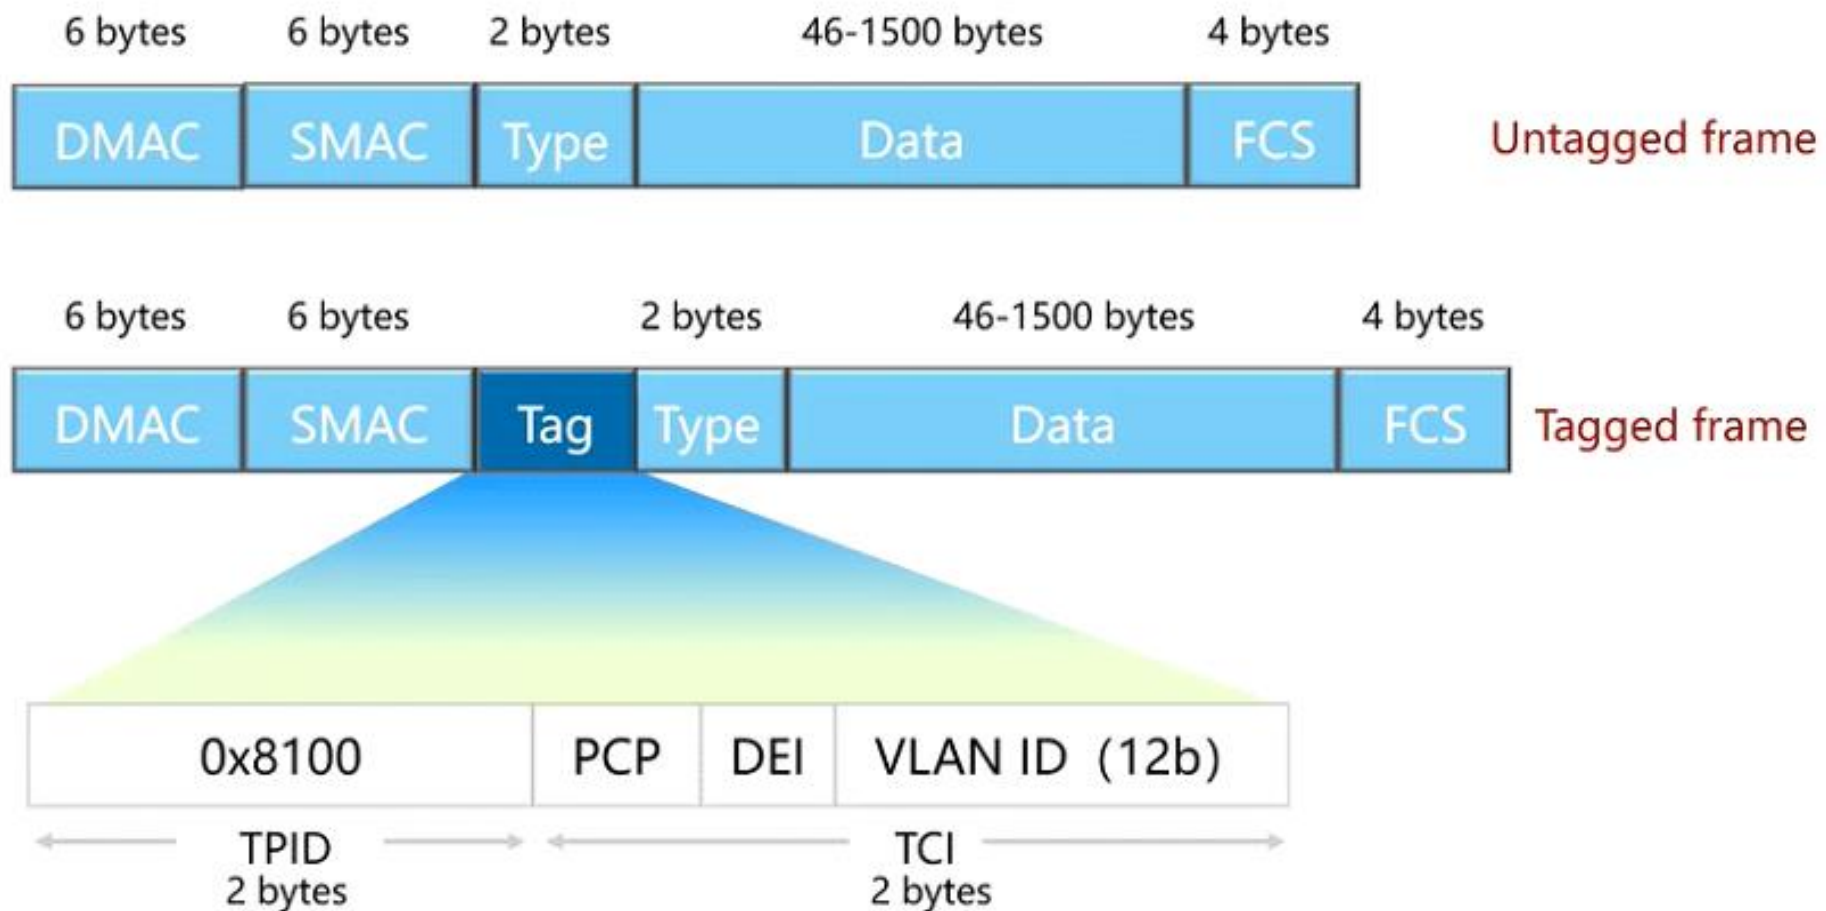 6 bytes 6 bytes 2 bytes 46-1500 bytes 4 bytes
DMAC SMAC Type Data FCS Untagged frame
6 bytes 6 bytes 2 bytes 46-1500 bytes 4 bytes
DMAC SMAC Tag Type Data FCS Tagged frame
0x8100 PCP DEI VLAN ID（12b）
TPID TCI
2 bytes 2 bytes